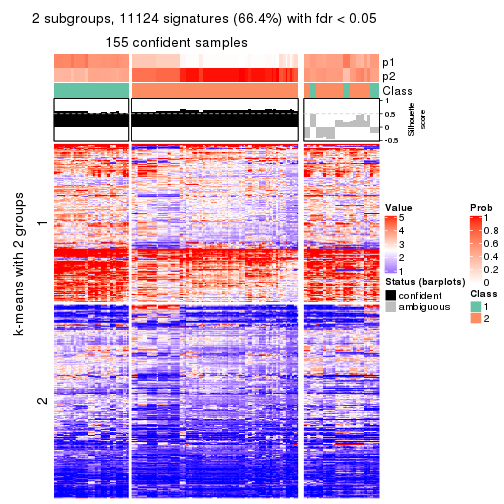 2 subgroups, 11124 signatures (66.4%) with fdr < 0.05
155 confident samples
p1
p2
Class
1
0.5
0
-0.5
Silhouette
score
k-means with 2 groups
1
2
Value
5
4
3
2
1
Status (barplots)
confident
ambiguous
Prob
1
0.8
0.6
0.4
0.2
0
Class
1
2